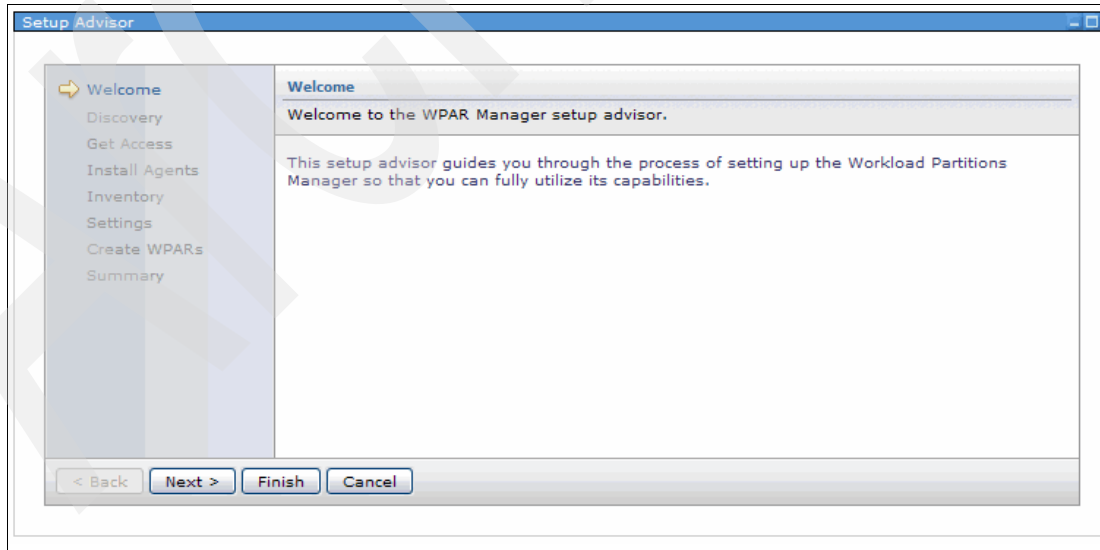 Setup Advisor
Welcome
Discovery
Get Access
Install Agents
Inventory
Settings
Create WPARs
Summary
Welcome
Welcome to the WPAR Manager setup advisor.
This setup advisor guides you through the process of setting up the Workload Partitions
Manager so that you can fully utilize its capabilities.
< Back Next > Finish Cancel